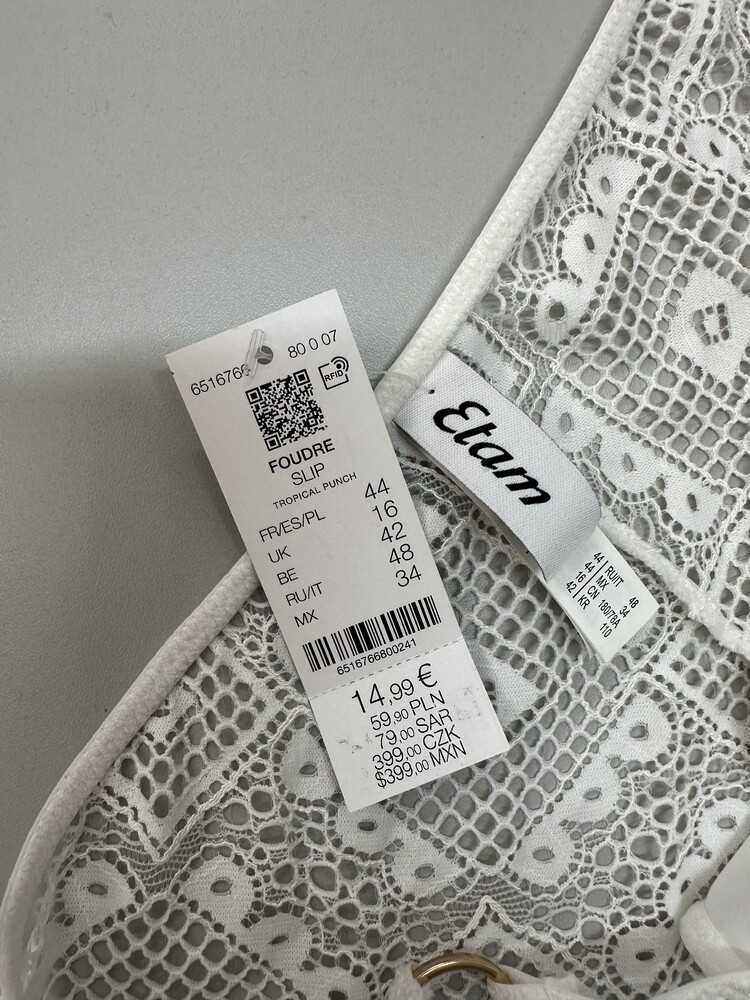 651676680 80 0 07
RFID
FOUDRE
SLIP
TROPICAL PUNCH
FR/ES/PL 44
UK 16
BE 42
RU/IT 48
MX 34
6516766800241
14,99 €
59,90 PLN
79,00 SAR
399,00 CZK
$399,00 MXN
Etam
44 RU/IT 48
44 MX 34
16 CN 180/78A
42 KR 110